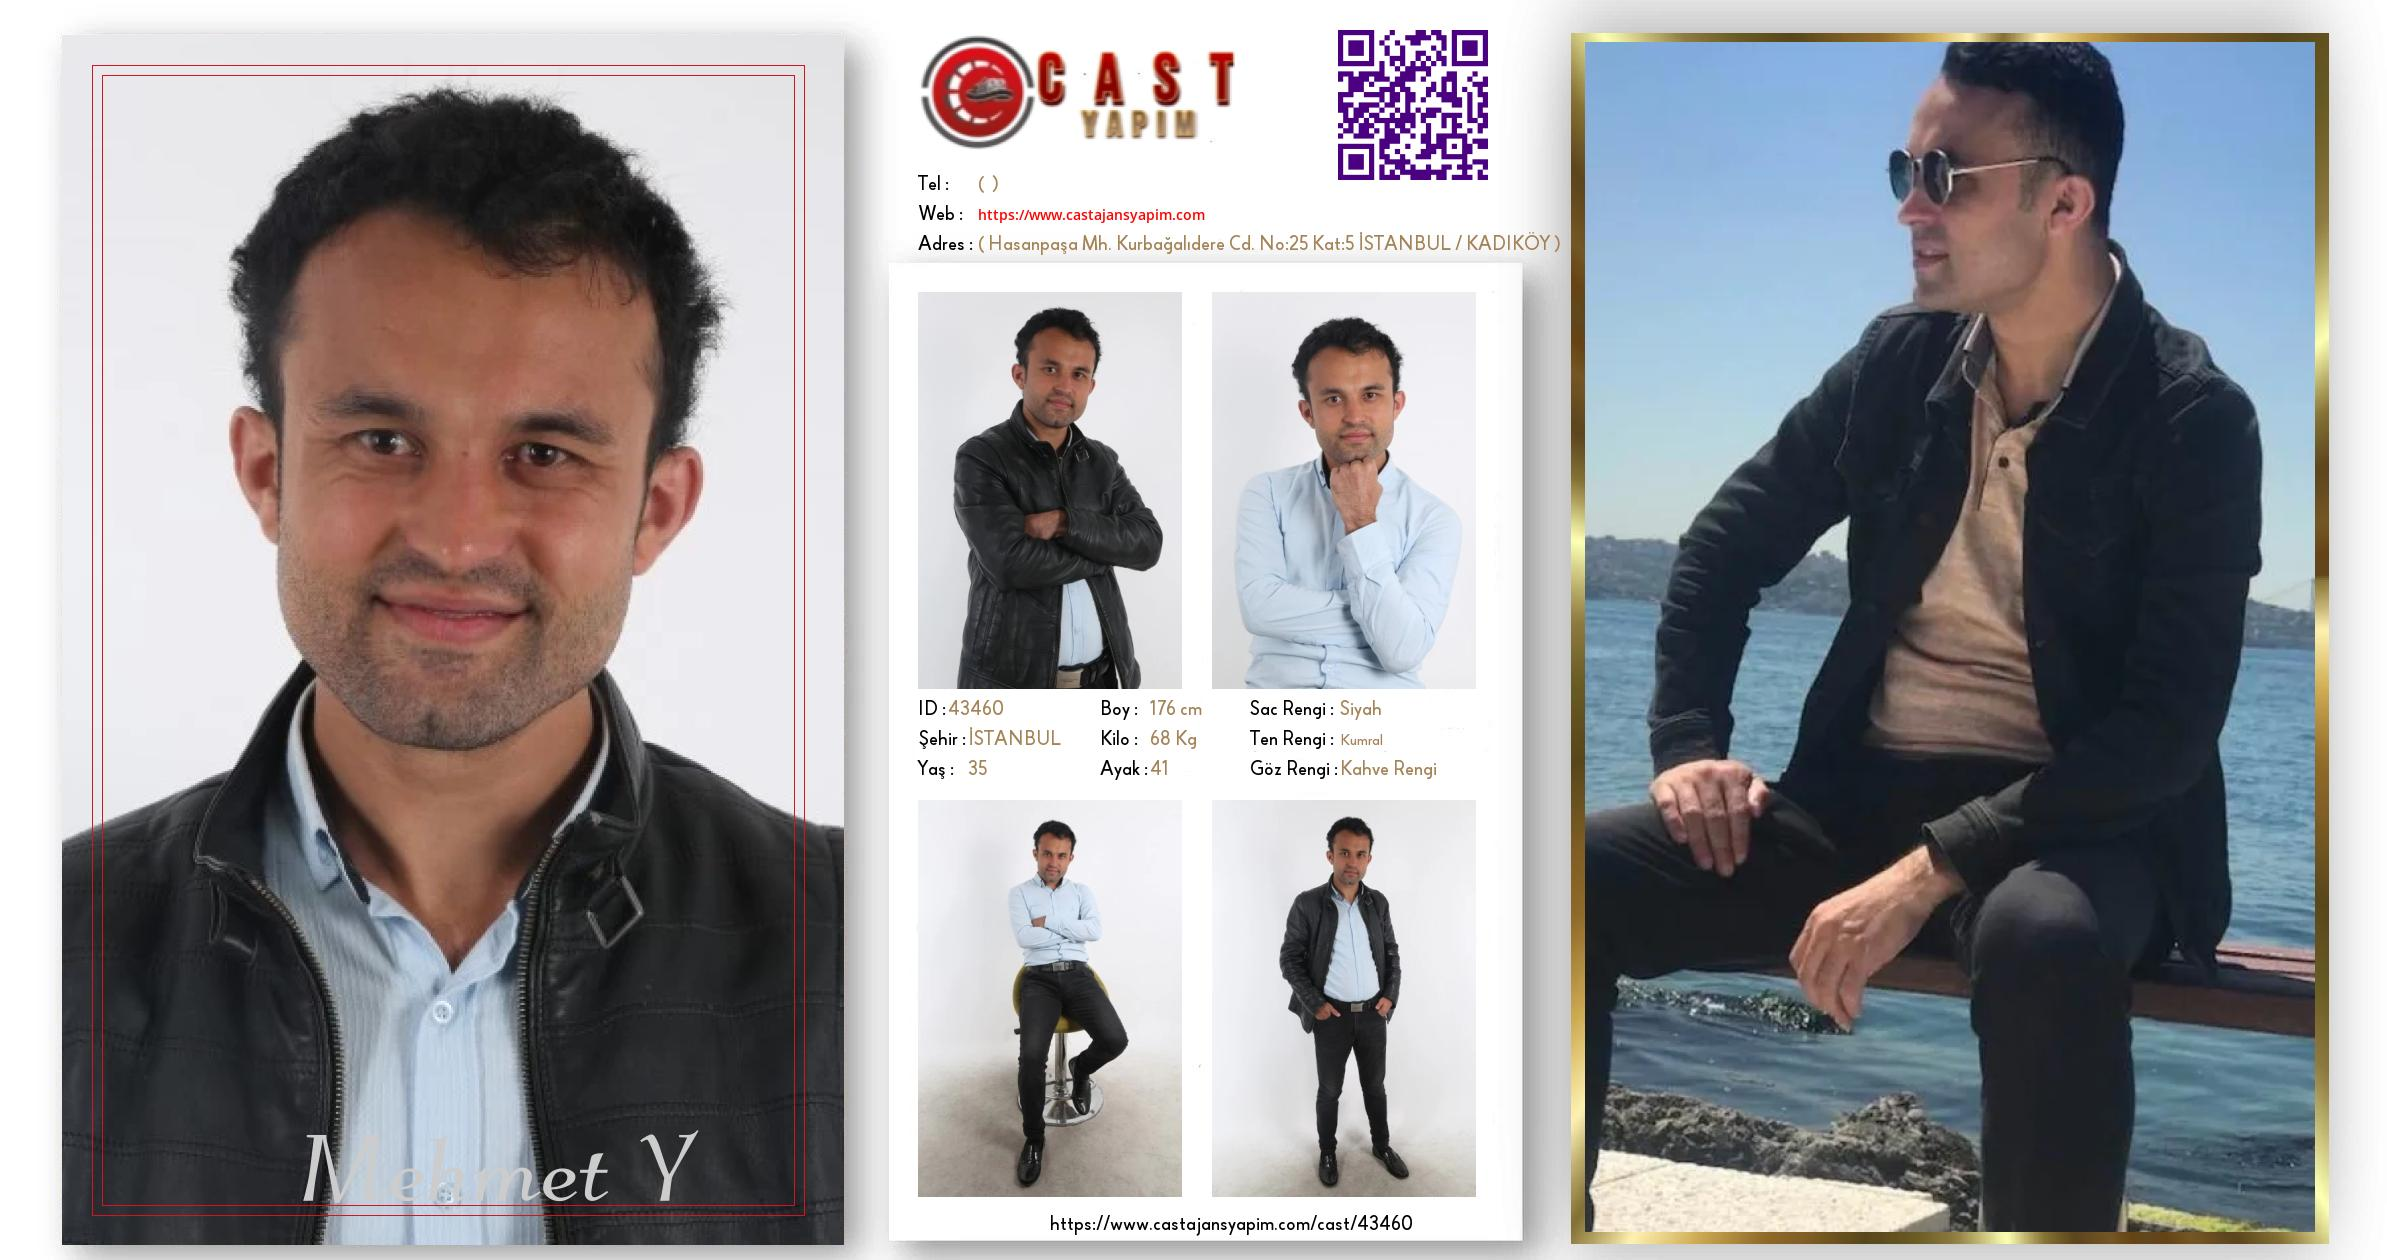 Mehmet Y
CAST
YAPIM
Tel : ( )
Web : https://www.castajansyapim.com
Adres : ( Hasanpaşa Mh. Kurbağalıdere Cd. No:25 Kat:5 İSTANBUL / KADIKÖY )
ID : 43460 Boy : 176 cm Sac Rengi : Siyah
Şehir : İSTANBUL Kilo : 68 Kg Ten Rengi : Kumral
Yaş : 35 Ayak : 41 Göz Rengi : Kahve Rengi
https://www.castajansyapim.com/cast/43460